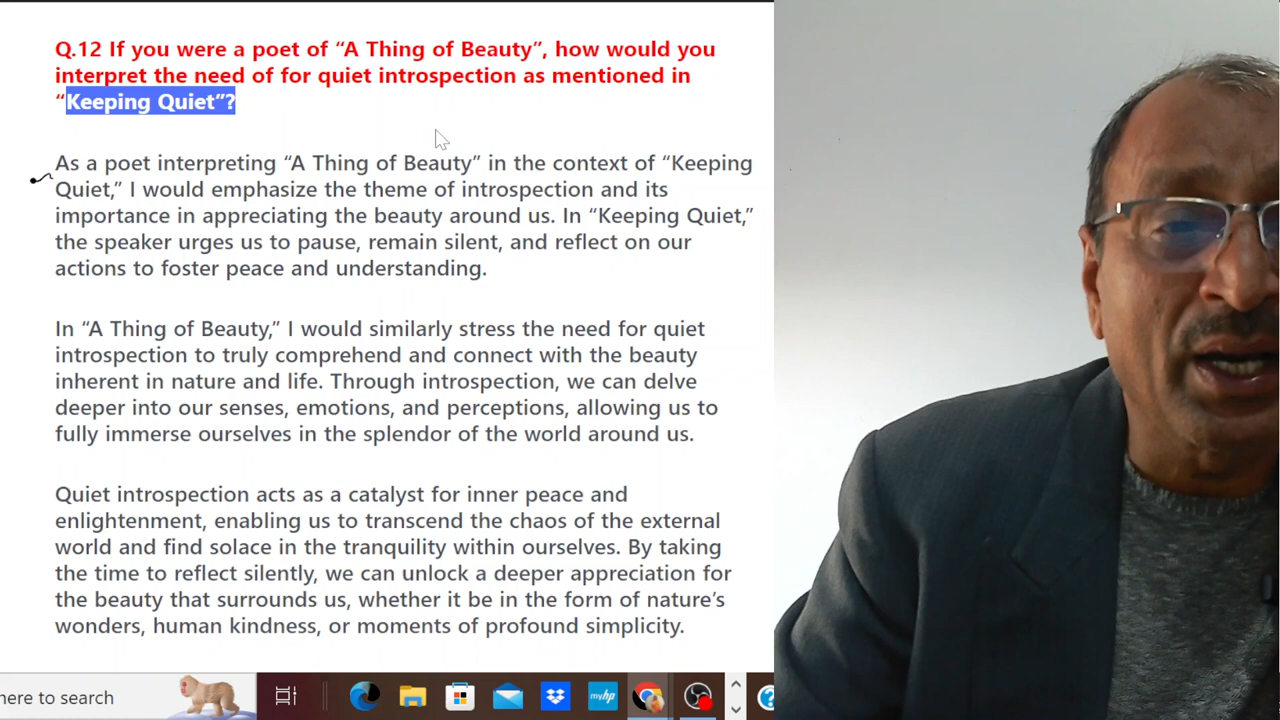 Q.12 If you were a poet of “A Thing of Beauty”, how would you
interpret the need of for quiet introspection as mentioned in
“Keeping Quiet”?
As a poet interpreting “A Thing of Beauty” in the context of “Keeping
Quiet,” I would emphasize the theme of introspection and its
importance in appreciating the beauty around us. In “Keeping Quiet,”
the speaker urges us to pause, remain silent, and reflect on our
actions to foster peace and understanding.
In “A Thing of Beauty,” I would similarly stress the need for quiet
introspection to truly comprehend and connect with the beauty
inherent in nature and life. Through introspection, we can delve
deeper into our senses, emotions, and perceptions, allowing us to
fully immerse ourselves in the splendor of the world around us.
Quiet introspection acts as a catalyst for inner peace and
enlightenment, enabling us to transcend the chaos of the external
world and find solace in the tranquility within ourselves. By taking
the time to reflect silently, we can unlock a deeper appreciation for
the beauty that surrounds us, whether it be in the form of nature’s
wonders, human kindness, or moments of profound simplicity.
here to search
myhp